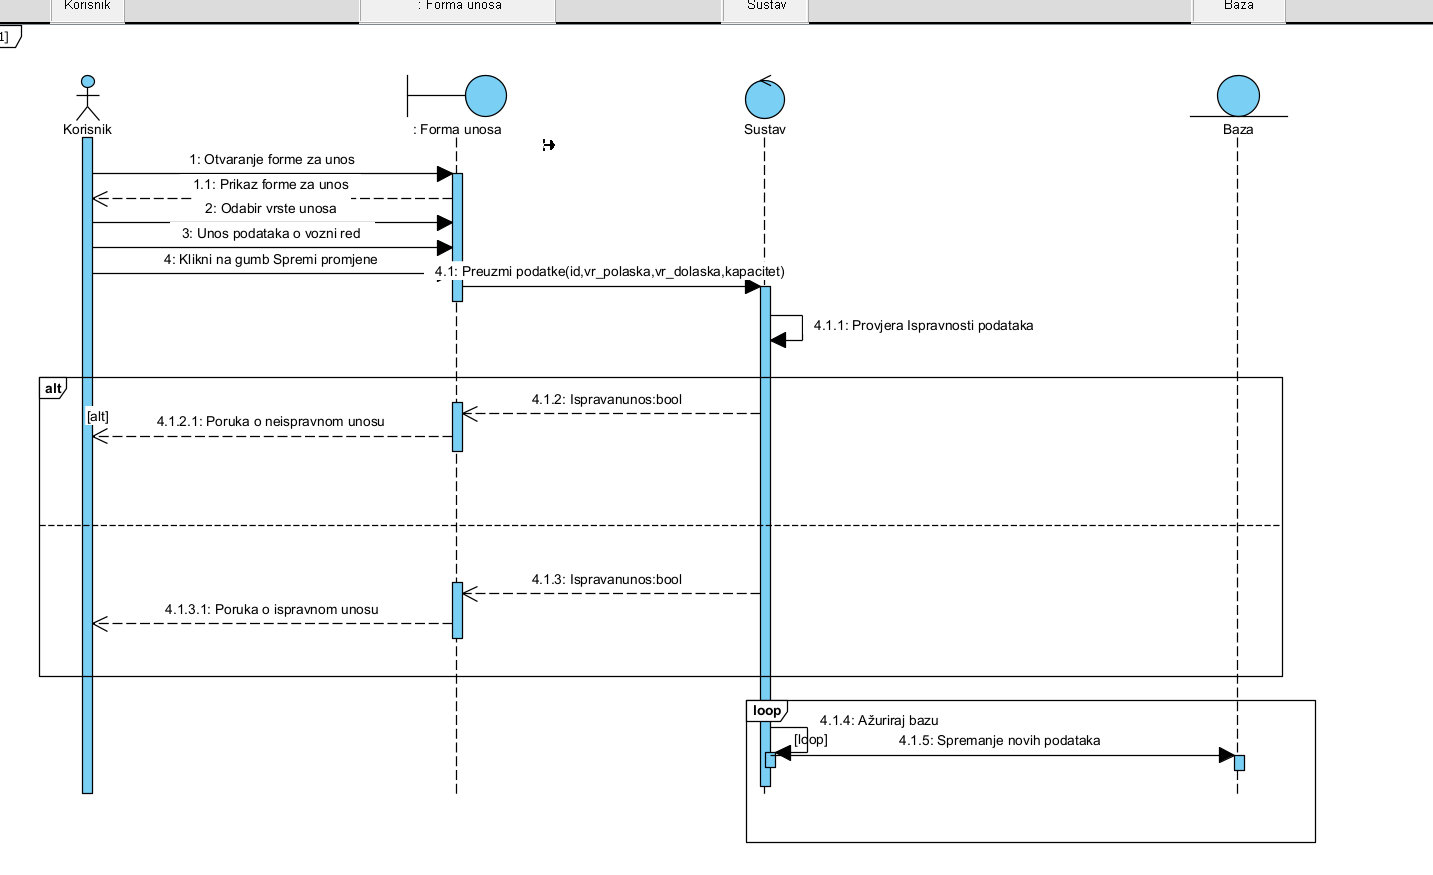 Korisnik
: Forma unosa
Sustav
Baza
1]
Korisnik
: Forma unosa
Sustav
Baza
1: Otvaranje forme za unos
1.1: Prikaz forme za unos
2: Odabir vrste unosa
3: Unos podataka o vozni red
4: Klikni na gumb Spremi promjene
4.1: Preuzmi podatke(id,vr_polaska,vr_dolaska,kapacitet)
4.1.1: Provjera Ispravnosti podataka
alt
[alt]
4.1.2: Ispravanunos:bool
4.1.2.1: Poruka o neispravnom unosu
4.1.3: Ispravanunos:bool
4.1.3.1: Poruka o ispravnom unosu
loop
4.1.4: Ažuriraj bazu
[loop]
4.1.5: Spremanje novih podataka